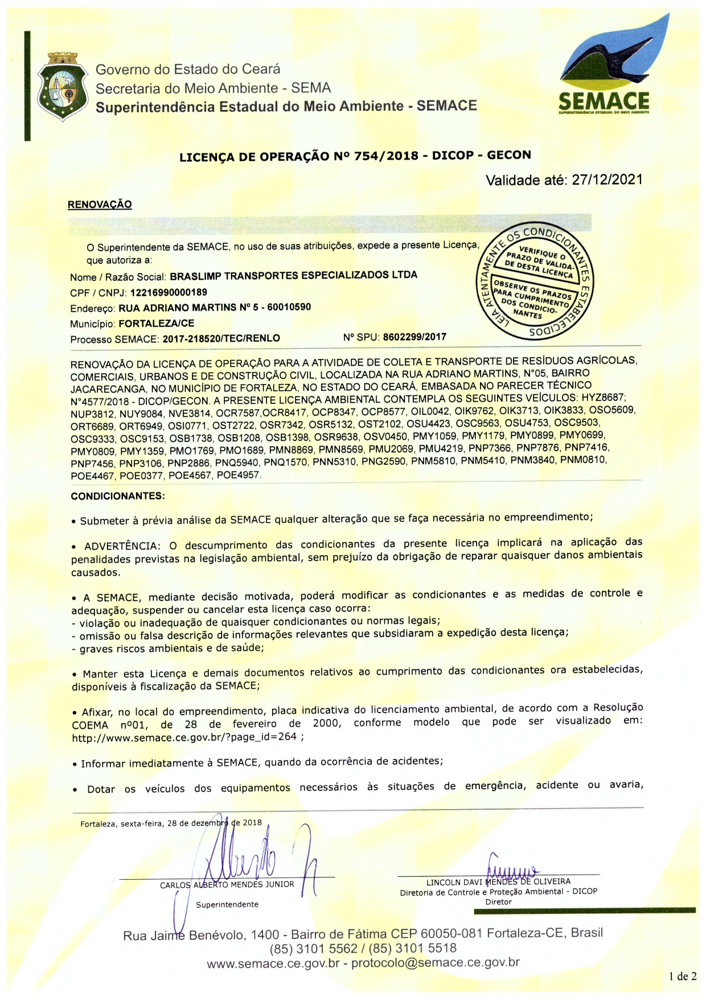 Governo do Estado do Ceará
Secretaria do Meio Ambiente - SEMA
Superintendência Estadual do Meio Ambiente - SEMACE
SEMACE
SUPERINTENDÊNCIA ESTADUAL DO MEIO AMBIENTE
LICENÇA DE OPERAÇÃO Nº 754/2018 - DICOP - GECON
Validade até: 27/12/2021
RENOVAÇÃO
O Superintendente da SEMACE, no uso de suas atribuições, expede a presente Licença,
que autoriza a:
LEIA ATENTAMENTE OS CONDICIONANTES ESTABELECIDOS
VERIFIQUE O
PRAZO DE VALIDA-
DE DESTA LICENÇA
OBSERVE OS PRAZOS
PARA CUMPRIMENTO
DOS CONDICIO-
NANTES
Nome / Razão Social: BRASLIMP TRANSPORTES ESPECIALIZADOS LTDA
CPF / CNPJ: 12216990000189
Endereço: RUA ADRIANO MARTINS Nº 5 - 60010590
Município: FORTALEZA/CE
Processo SEMACE: 2017-218520/TEC/RENLO Nº SPU: 8602299/2017
RENOVAÇÃO DA LICENÇA DE OPERAÇÃO PARA A ATIVIDADE DE COLETA E TRANSPORTE DE RESÍDUOS AGRÍCOLAS,
COMERCIAIS, URBANOS E DE CONSTRUÇÃO CIVIL, LOCALIZADA NA RUA ADRIANO MARTINS, N°05, BAIRRO
JACARECANGA, NO MUNICÍPIO DE FORTALEZA, NO ESTADO DO CEARÁ, EMBASADA NO PARECER TÉCNICO
N°4577/2018 - DICOP/GECON. A PRESENTE LICENÇA AMBIENTAL CONTEMPLA OS SEGUINTES VEÍCULOS: HYZ8687;
NUP3812, NUY9084, NVE3814, OCR7587,OCR8417, OCP8347, OCP8577, OIL0042, OIK9762, OIK3713, OIK3833, OSO5609,
ORT6689, ORT6949, OSI0771, OST2722, OSR7342, OSR5132, OST2102, OSU4423, OSC9563, OSU4753, OSC9503,
OSC9333, OSC9153, OSB1738, OSB1208, OSB1398, OSR9638, OSV0450, PMY1059, PMY1179, PMY0899, PMY0699,
PMY0809, PMY1359, PMO1769, PMO1689, PMN8869, PMN8569, PMU2069, PMU4219, PNP7366, PNP7876, PNP7416,
PNP7456, PNP3106, PNP2886, PNQ5940, PNQ1570, PNN5310, PNG2590, PNM5810, PNM5410, PNM3840, PNM0810,
POE4467, POE0377, POE4567, POE4957.
CONDICIONANTES:
• Submeter à prévia análise da SEMACE qualquer alteração que se faça necessária no empreendimento;
• ADVERTÊNCIA: O descumprimento das condicionantes da presente licença implicará na aplicação das
penalidades previstas na legislação ambiental, sem prejuízo da obrigação de reparar quaisquer danos ambientais
causados.
• A SEMACE, mediante decisão motivada, poderá modificar as condicionantes e as medidas de controle e
adequação, suspender ou cancelar esta licença caso ocorra:
- violação ou inadequação de quaisquer condicionantes ou normas legais;
- omissão ou falsa descrição de informações relevantes que subsidiaram a expedição desta licença;
- graves riscos ambientais e de saúde;
• Manter esta Licença e demais documentos relativos ao cumprimento das condicionantes ora estabelecidas,
disponíveis à fiscalização da SEMACE;
• Afixar, no local do empreendimento, placa indicativa do licenciamento ambiental, de acordo com a Resolução
COEMA nº01, de 28 de fevereiro de 2000, conforme modelo que pode ser visualizado em:
http://www.semace.ce.gov.br/?page_id=264 ;
• Informar imediatamente à SEMACE, quando da ocorrência de acidentes;
• Dotar os veículos dos equipamentos necessários às situações de emergência, acidente ou avaria,
Fortaleza, sexta-feira, 28 de dezembro de 2018
CARLOS ALBERTO MENDES JUNIOR
Superintendente
LINCOLN DAVI MENDES DE OLIVEIRA
Diretoria de Controle e Proteção Ambiental - DICOP
Diretor
Rua Jaime Benévolo, 1400 - Bairro de Fátima CEP 60050-081 Fortaleza-CE, Brasil
(85) 3101 5562 / (85) 3101 5518
www.semace.ce.gov.br - protocolo@semace.ce.gov.br
1 de 2